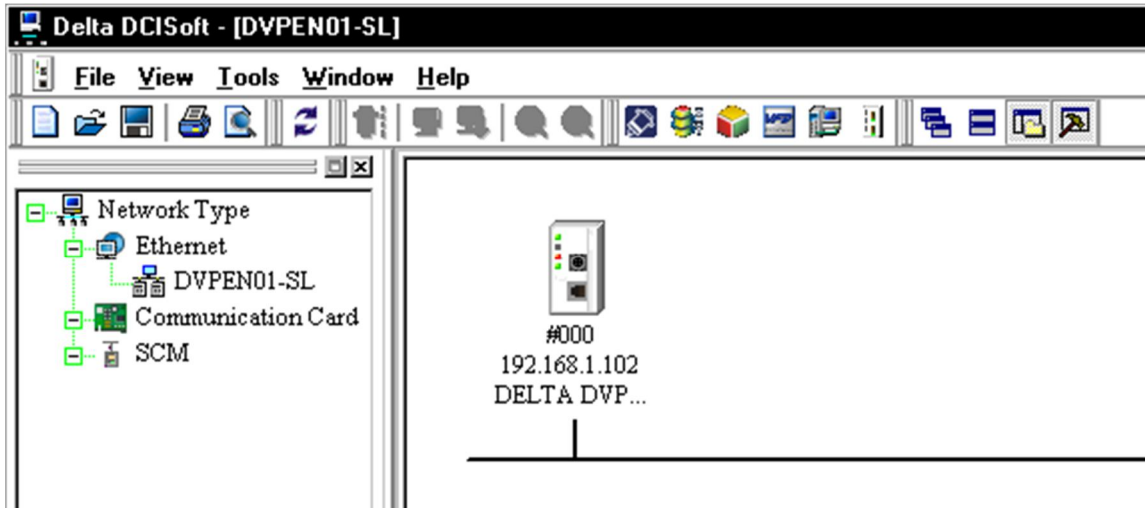 Delta DCISoft - [DVPEN01-SL]
File View Tools Window Help
Network Type
Ethernet
DVPEN01-SL
Communication Card
SCM
#000
192.168.1.102
DELTA DVP...